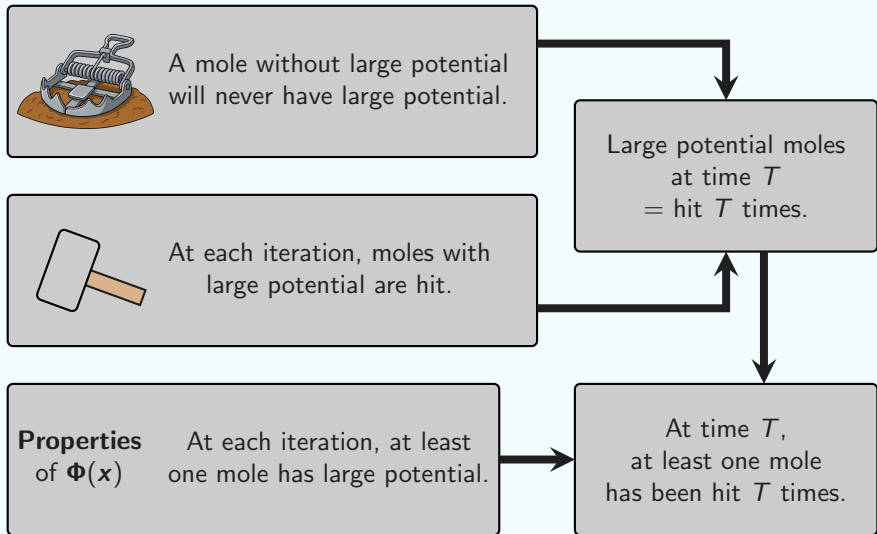 A mole without large potential
will never have large potential.
Large potential moles
at time T
= hit T times.
At each iteration, moles with
large potential are hit.
Properties
of Φ(x)
At each iteration, at least
one mole has large potential.
At time T,
at least one mole
has been hit T times.